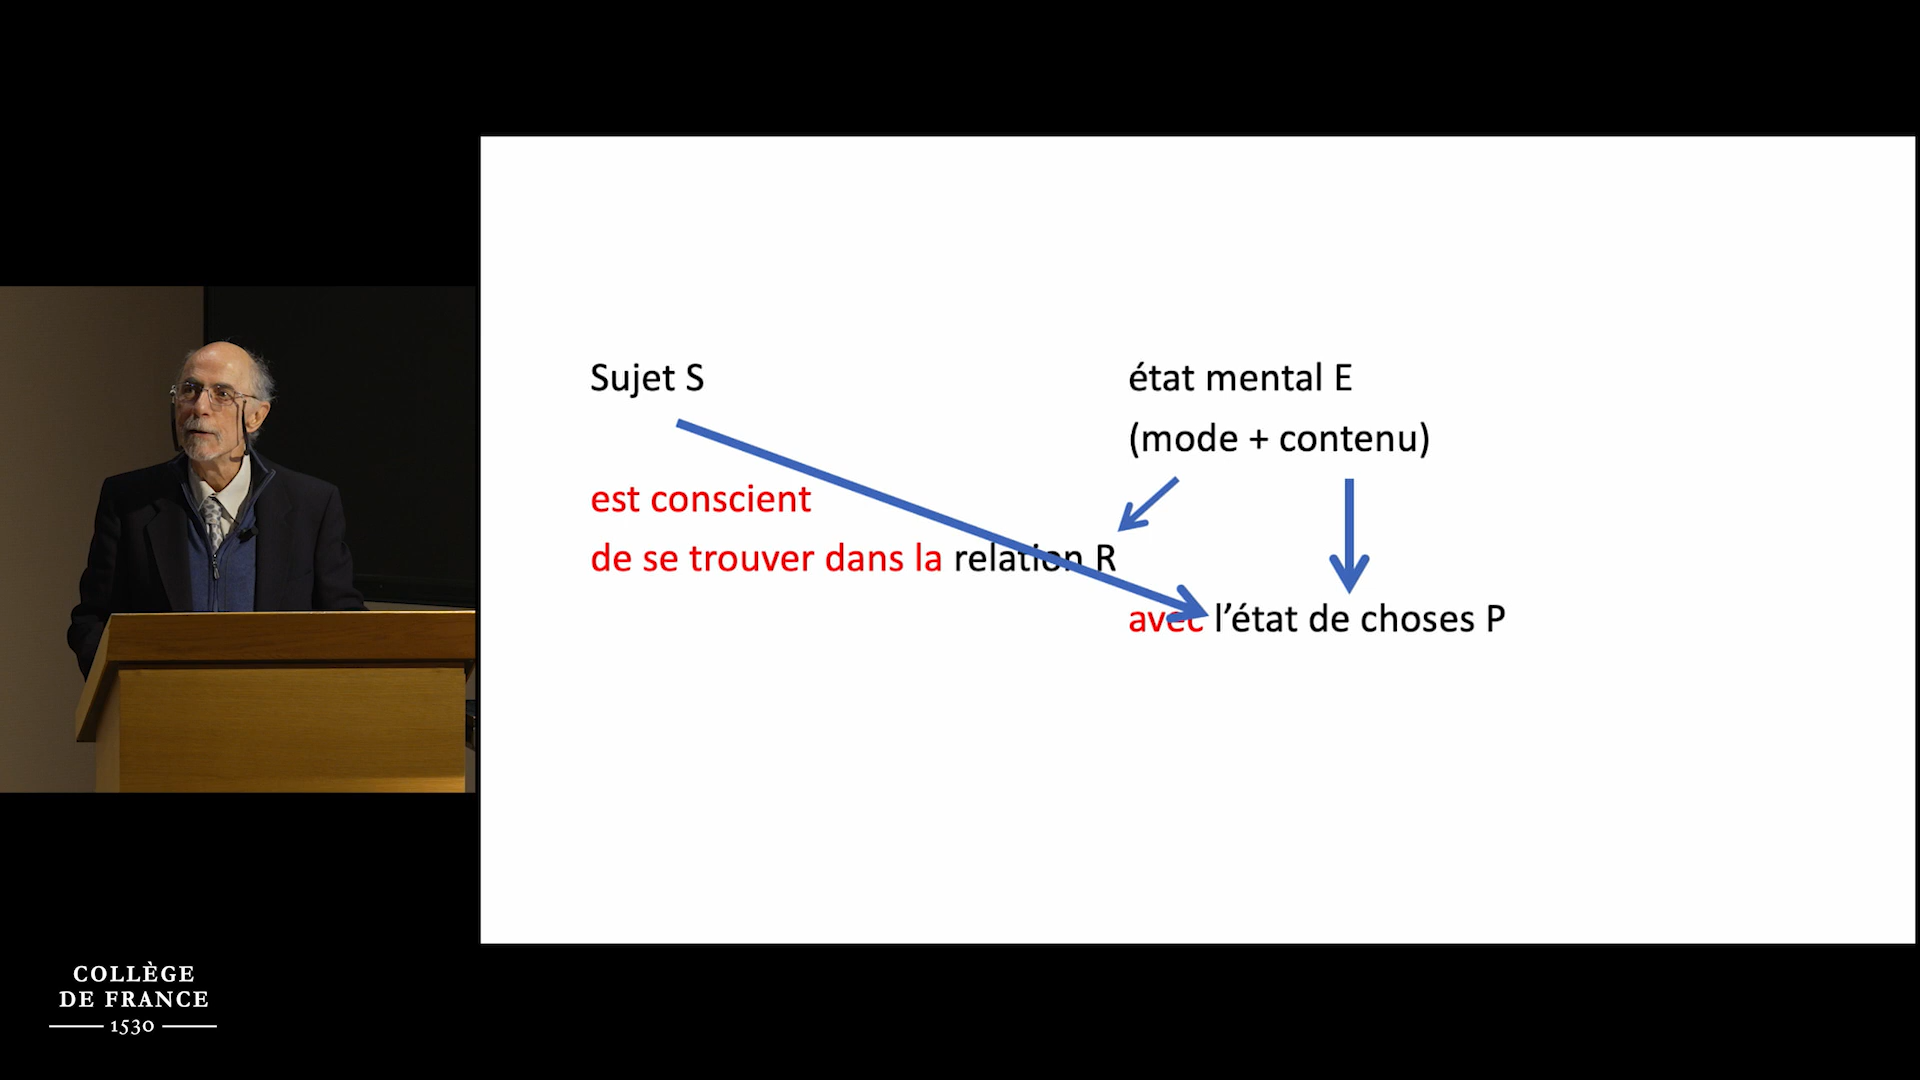 Sujet S
état mental E
(mode + contenu)
est conscient
de se trouver dans la relation R
avec l’état de choses P
COLLÈGE
DE FRANCE
1530